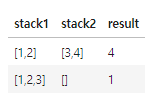 stack1 stack2 result
[1,2] [3,4] 4
[1,2,3] [] 1